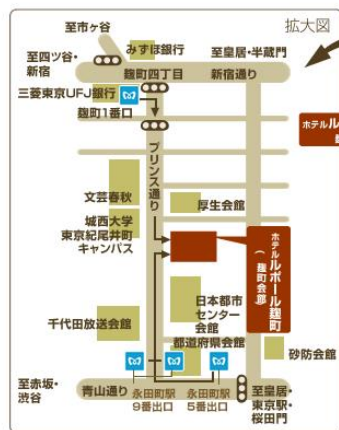 至市ヶ谷
拡大図
みずほ銀行
至四ツ谷・
新宿
至皇居・半蔵門
麹町四丁目
新宿通り
三菱東京UFJ銀行
麹町1番口
ホテルル
プリンス通り
文芸春秋
厚生会館
城西大学
東京紀尾井町
キャンパス
ホテル ルポール麹町
(麹町会館)
日本都市
センター
会館
千代田放送会館
都道府県会館
砂防会館
至赤坂・
渋谷
青山通り
永田町駅
9番出口
永田町駅
5番出口
至皇居・
東京駅・
桜田門